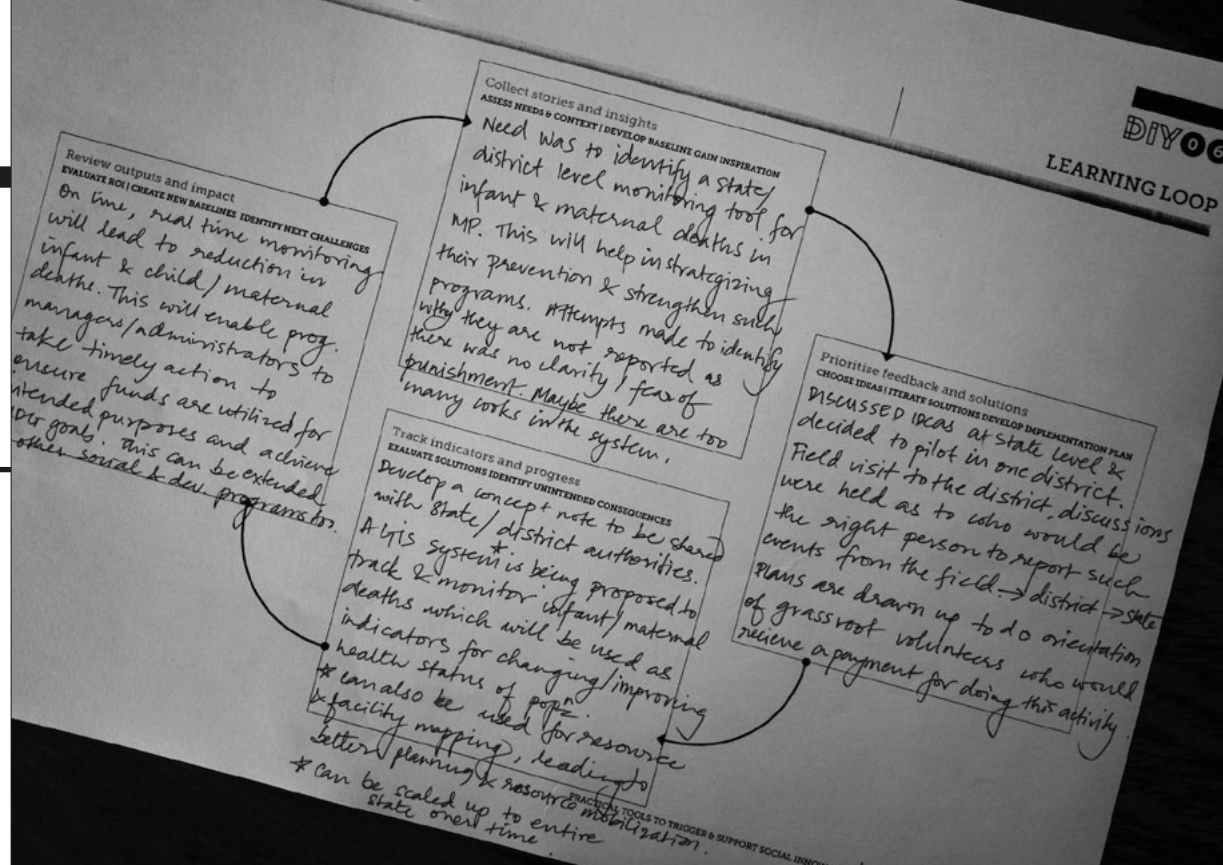 DIY06
LEARNING LOOP
Collect stories and insights
ASSESS NEEDS & CONTEXT | DEVELOP BASELINE GAIN INSPIRATION
Need was to identify a state/
district level monitoring tool for
infant & maternal deaths in
MP. This will help in strategizing
their prevention & strengthen such
programs. Attempts made to identify
why they are not reported as
there was no clarity / fear of
punishment. Maybe there are too
many cooks in the system.
Prioritise feedback and solutions
CHOOSE IDEAS | ITERATE SOLUTIONS DEVELOP IMPLEMENTATION PLAN
DISCUSSED IDEAS at State level &
decided to pilot in one district.
Field visit to the district, discussions
were held as to who would be
the right person to report such
events from the field → district → state
Plans are drawn up to do orientation
of grassroot volunteers who would
recieve a payment for doing this activity.
Track indicators and progress
EVALUATE SOLUTIONS IDENTIFY UNINTENDED CONSEQUENCES
Develop a concept note to be shared
with State/district authorities.
A GIS system* is being proposed to
track & monitor infant/maternal
deaths which will be used as
indicators for changing/improving
health status of popn.
* can also be used for resource
& facility mapping, leading to
better planning & resource mobilization.
* can be scaled up to entire
state over time.
Review outputs and impact
EVALUATE ROI | CREATE NEW BASELINES IDENTIFY NEXT CHALLENGES
On line, real time monitoring
will lead to reduction in
infant & child/maternal
deaths. This will enable prog.
managers/administrators to
take timely action to
ensure funds are utilized for
intended purposes and achieve
goals. This can be extended
other social & dev. programs too.
PRACTICAL TOOLS TO TRIGGER & SUPPORT SOCIAL